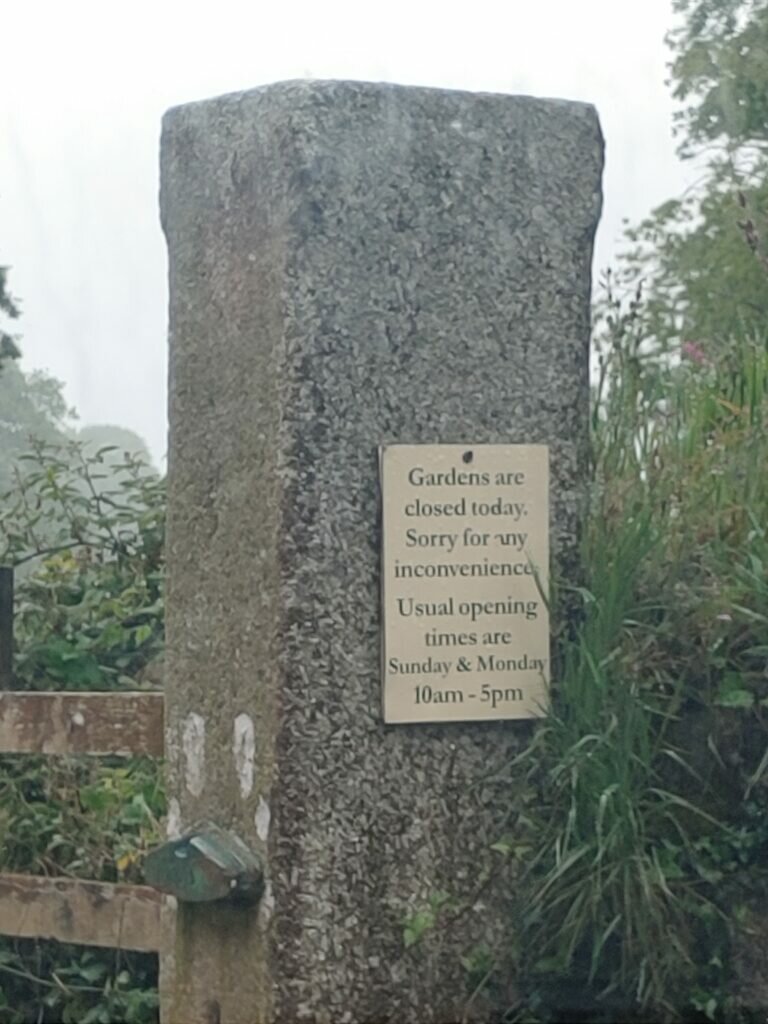 Gardens are
closed today.
Sorry for any
inconvenience.
Usual opening
times are
Sunday & Monday
10am - 5pm